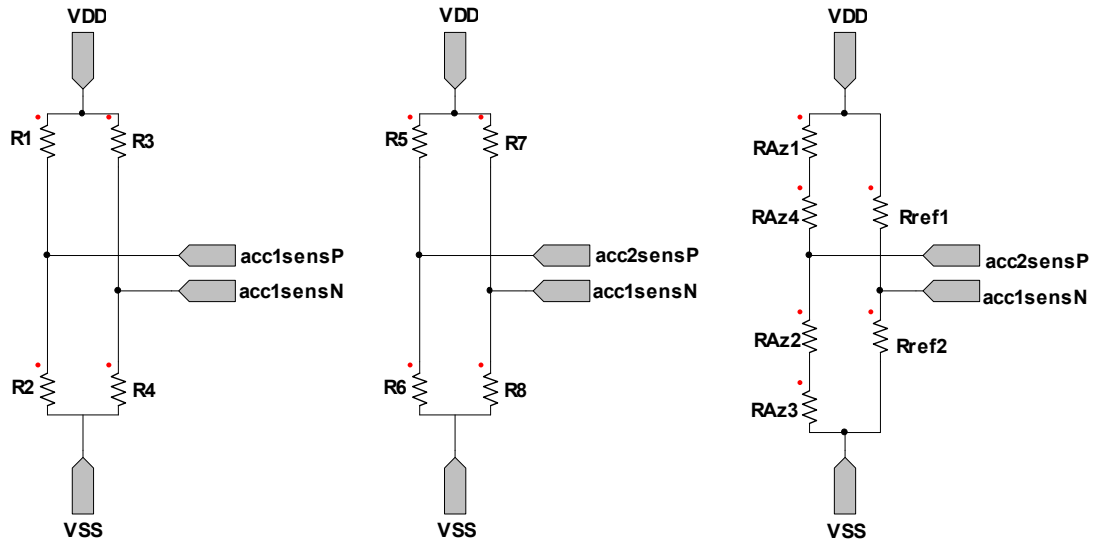 VDD
VDD
VDD
R1
R3
R5
R7
RAz1
RAz4
Rref1
acc1sensP
acc2sensP
acc2sensP
acc1sensN
acc1sensN
acc1sensN
RAz2
Rref2
R2
R4
R6
R8
RAz3
VSS
VSS
VSS